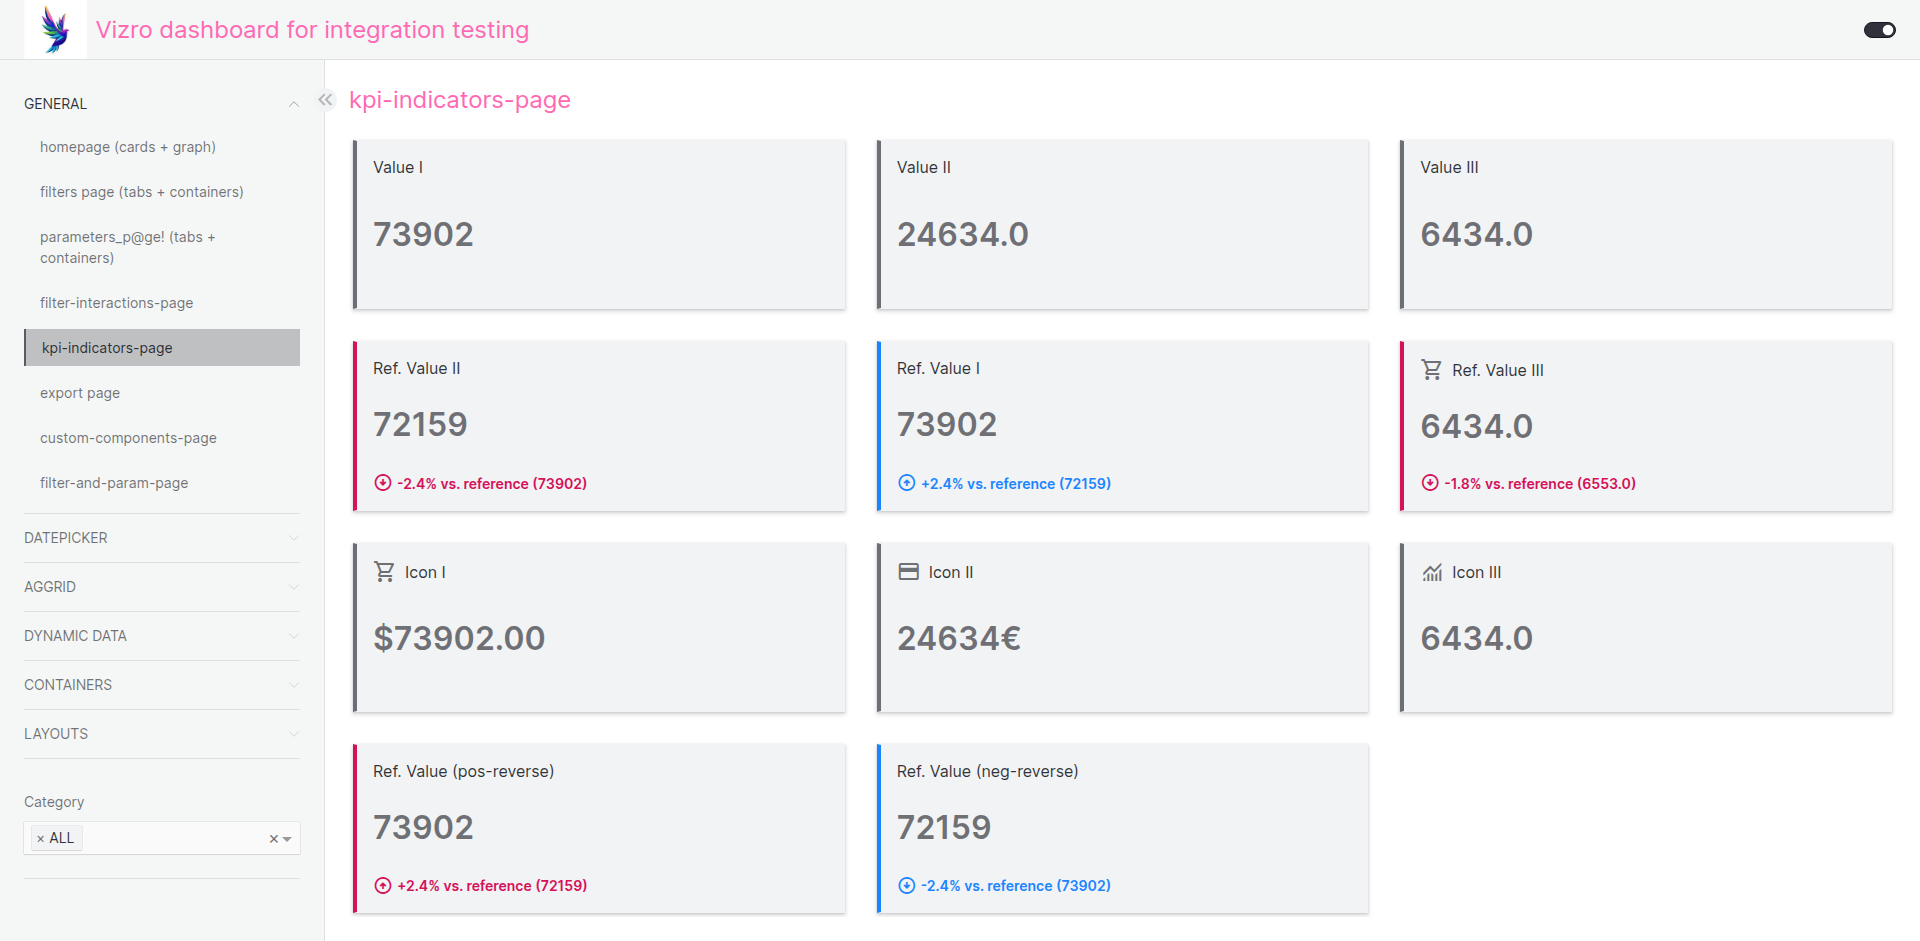 Vizro dashboard for integration testing
GENERAL
homepage (cards + graph)
filters page (tabs + containers)
parameters_p@ge! (tabs +
containers)
filter-interactions-page
kpi-indicators-page
export page
custom-components-page
filter-and-param-page
DATEPICKER
AGGRID
DYNAMIC DATA
CONTAINERS
LAYOUTS
Category
× ALL
kpi-indicators-page
Value I
73902
Value II
24634.0
Value III
6434.0
Ref. Value II
72159
-2.4% vs. reference (73902)
Ref. Value I
73902
+2.4% vs. reference (72159)
Ref. Value III
6434.0
-1.8% vs. reference (6553.0)
Icon I
$73902.00
Icon II
24634€
Icon III
6434.0
Ref. Value (pos-reverse)
73902
+2.4% vs. reference (72159)
Ref. Value (neg-reverse)
72159
-2.4% vs. reference (73902)